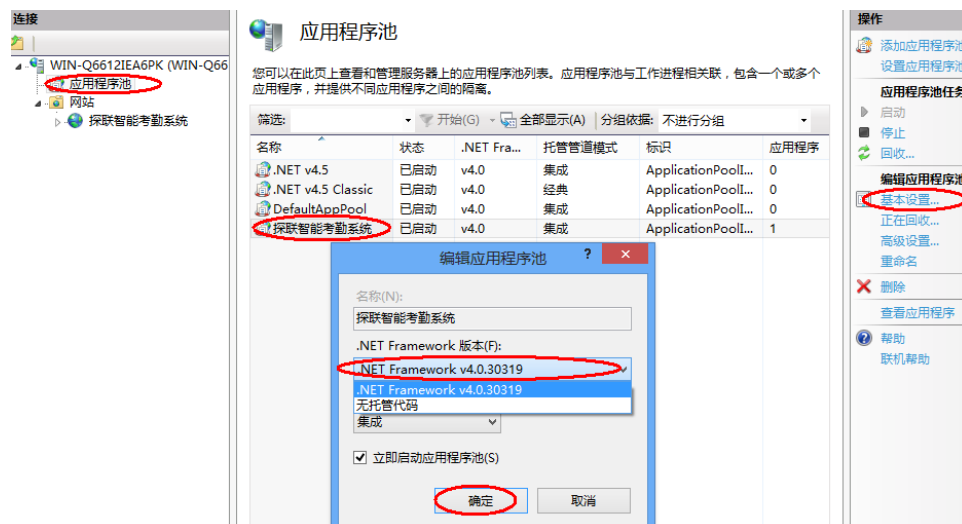 连接
WIN-Q6612IEA6PK (WIN-Q66
应用程序池
网站
探联智能考勤系统
应用程序池
您可以在此页上查看和管理服务器上的应用程序池列表。应用程序池与工作进程相关联，包含一个或多个
应用程序，并提供不同应用程序之间的隔离。
筛选: 开始(G) 全部显示(A) 分组依据: 不进行分组
名称 状态 .NET Fra... 托管管道模式 标识 应用程序
.NET v4.5 已启动 v4.0 集成 ApplicationPoolI... 0
.NET v4.5 Classic 已启动 v4.0 经典 ApplicationPoolI... 0
DefaultAppPool 已启动 v4.0 集成 ApplicationPoolI... 0
探联智能考勤系统 已启动 v4.0 集成 ApplicationPoolI... 1
编辑应用程序池 ? ×
名称(N):
探联智能考勤系统
.NET Framework 版本(F):
.NET Framework v4.0.30319
.NET Framework v4.0.30319
无托管代码
集成
立即启动应用程序池(S)
确定 取消
操作
添加应用程序池
设置应用程序池
应用程序池任务
启动
停止
回收...
编辑应用程序池
基本设置...
正在回收...
高级设置...
重命名
删除
查看应用程序
帮助
联机帮助